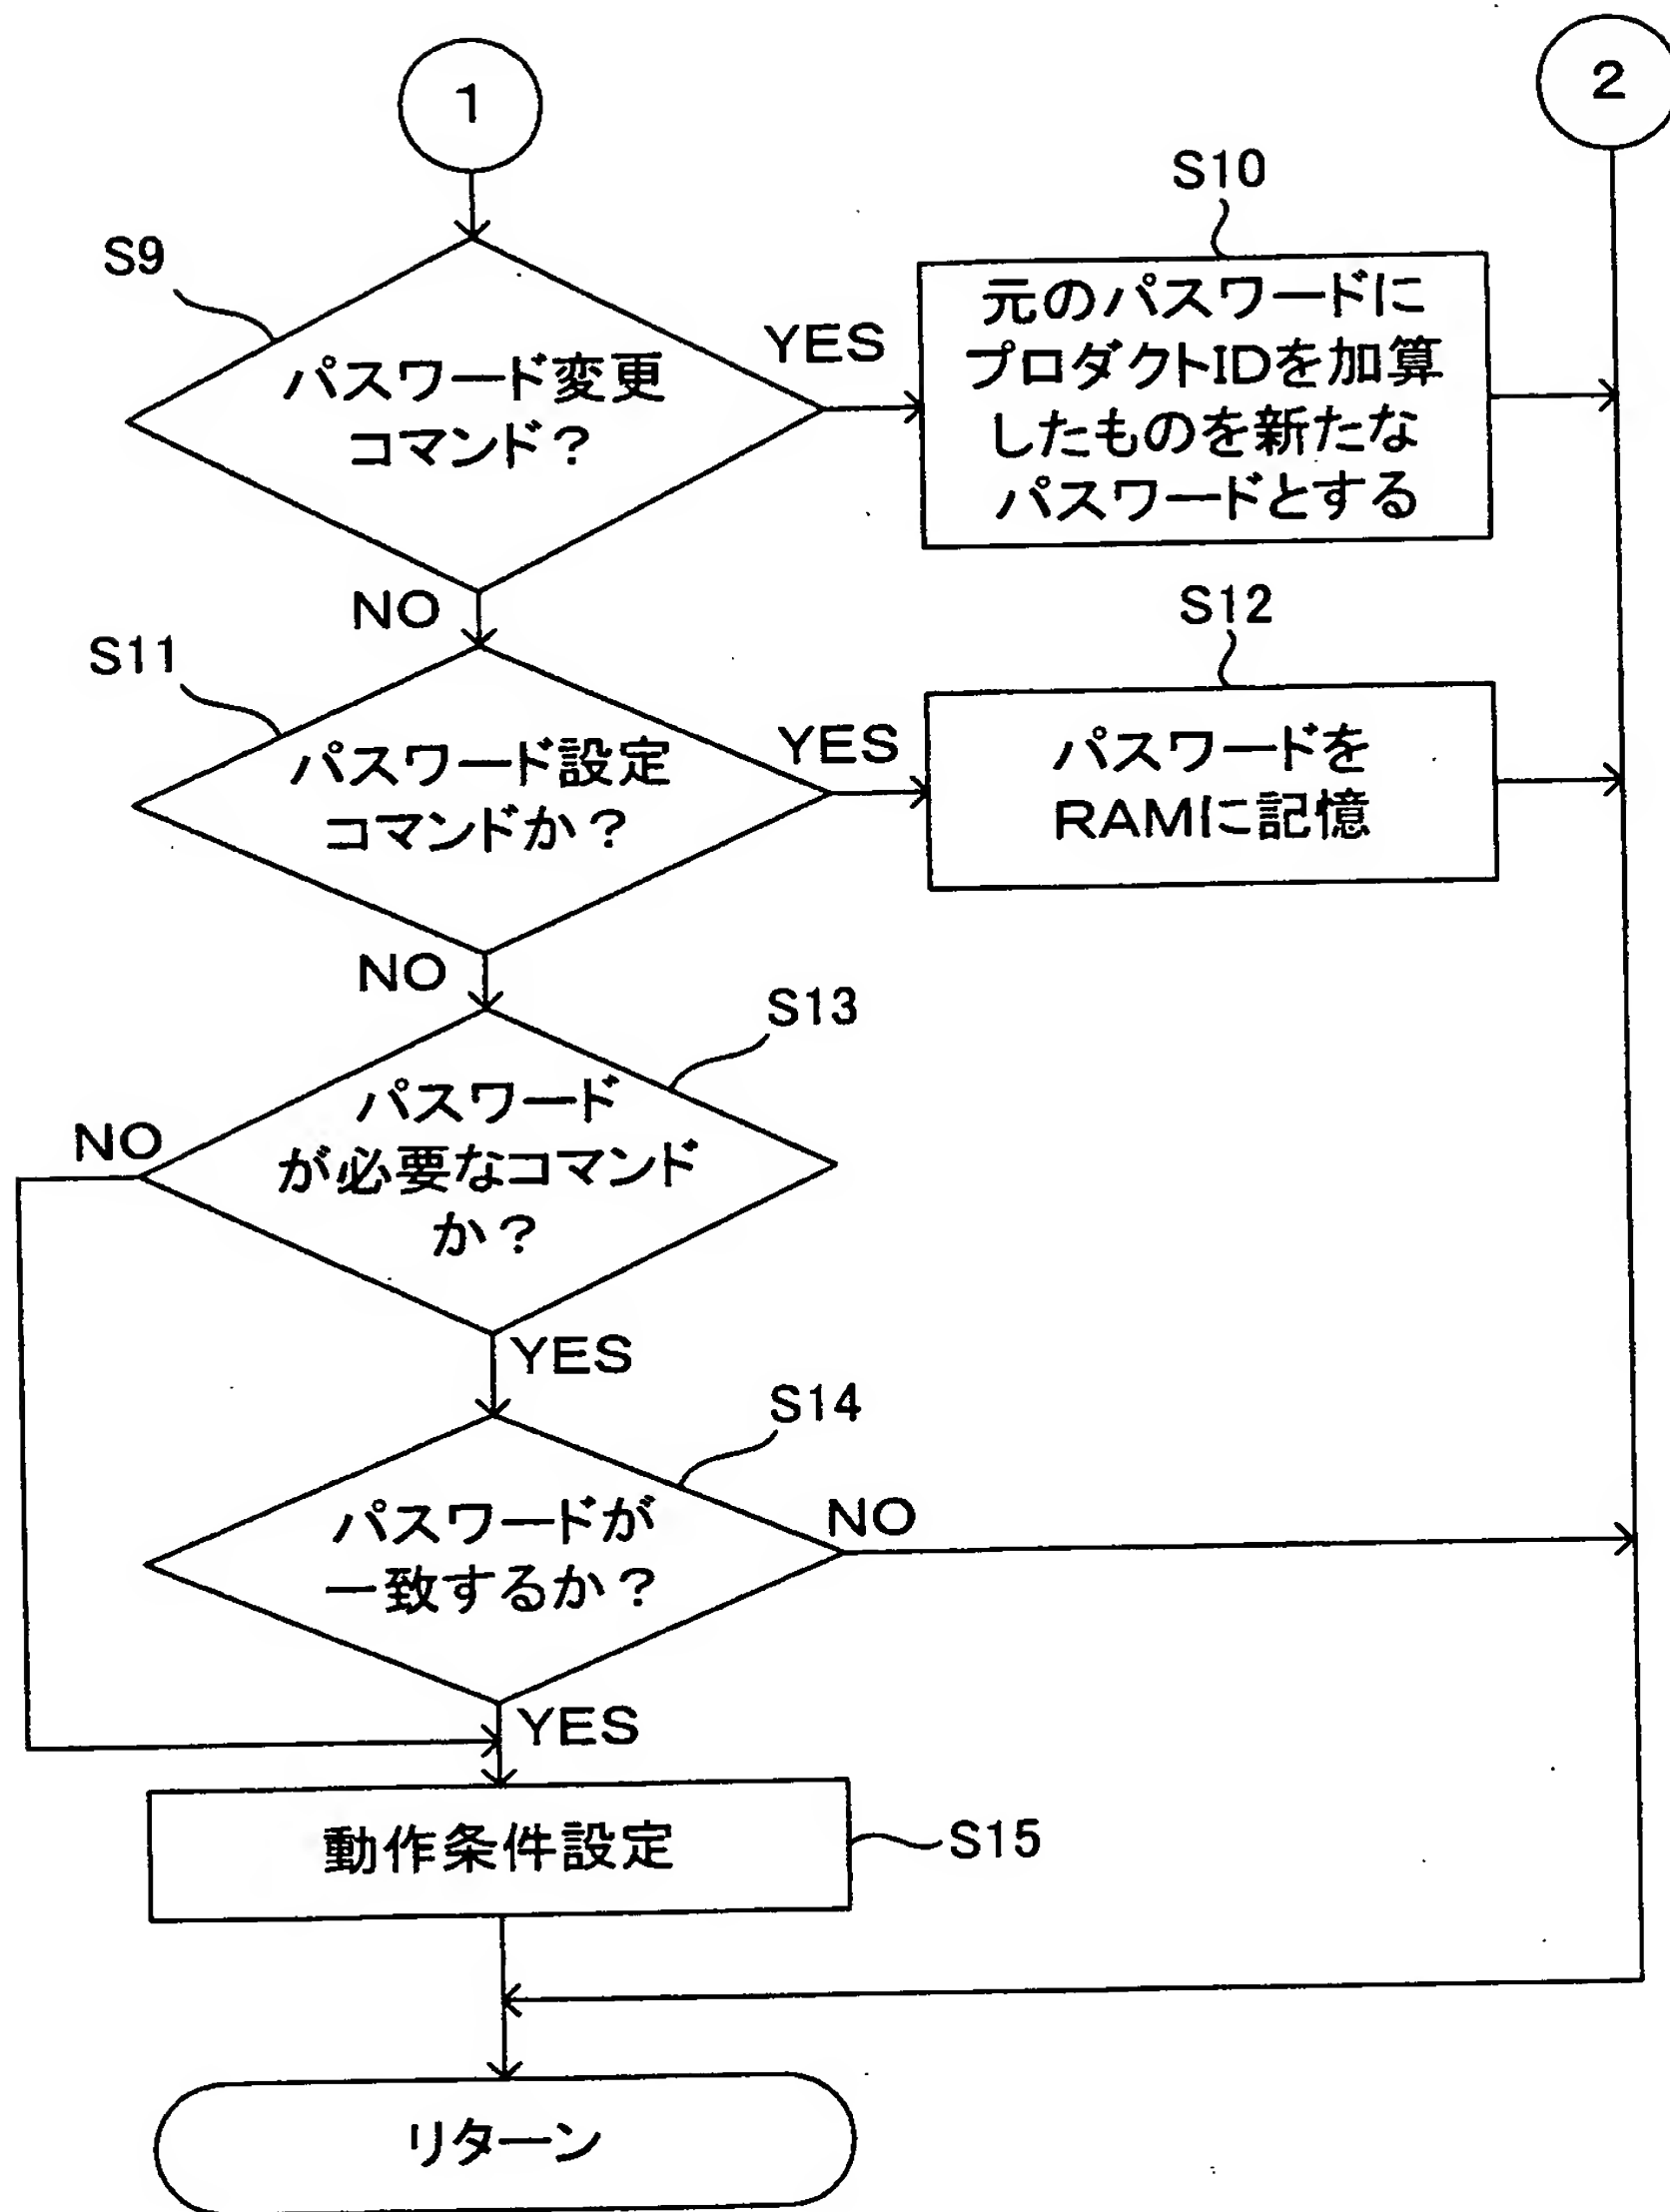 1
2
S10
S9
元のパスワードに
プロダクトIDを加算
したものを新たな
パスワードとする
YES
パスワード変更
コマンド？
NO
S12
S11
YES
パスワードを
RAMに記憶
パスワード設定
コマンドか？
NO
S13
パスワード
が必要なコマンド
か？
NO
YES
S14
パスワードが
一致するか？
NO
YES
動作条件設定
S15
リターン